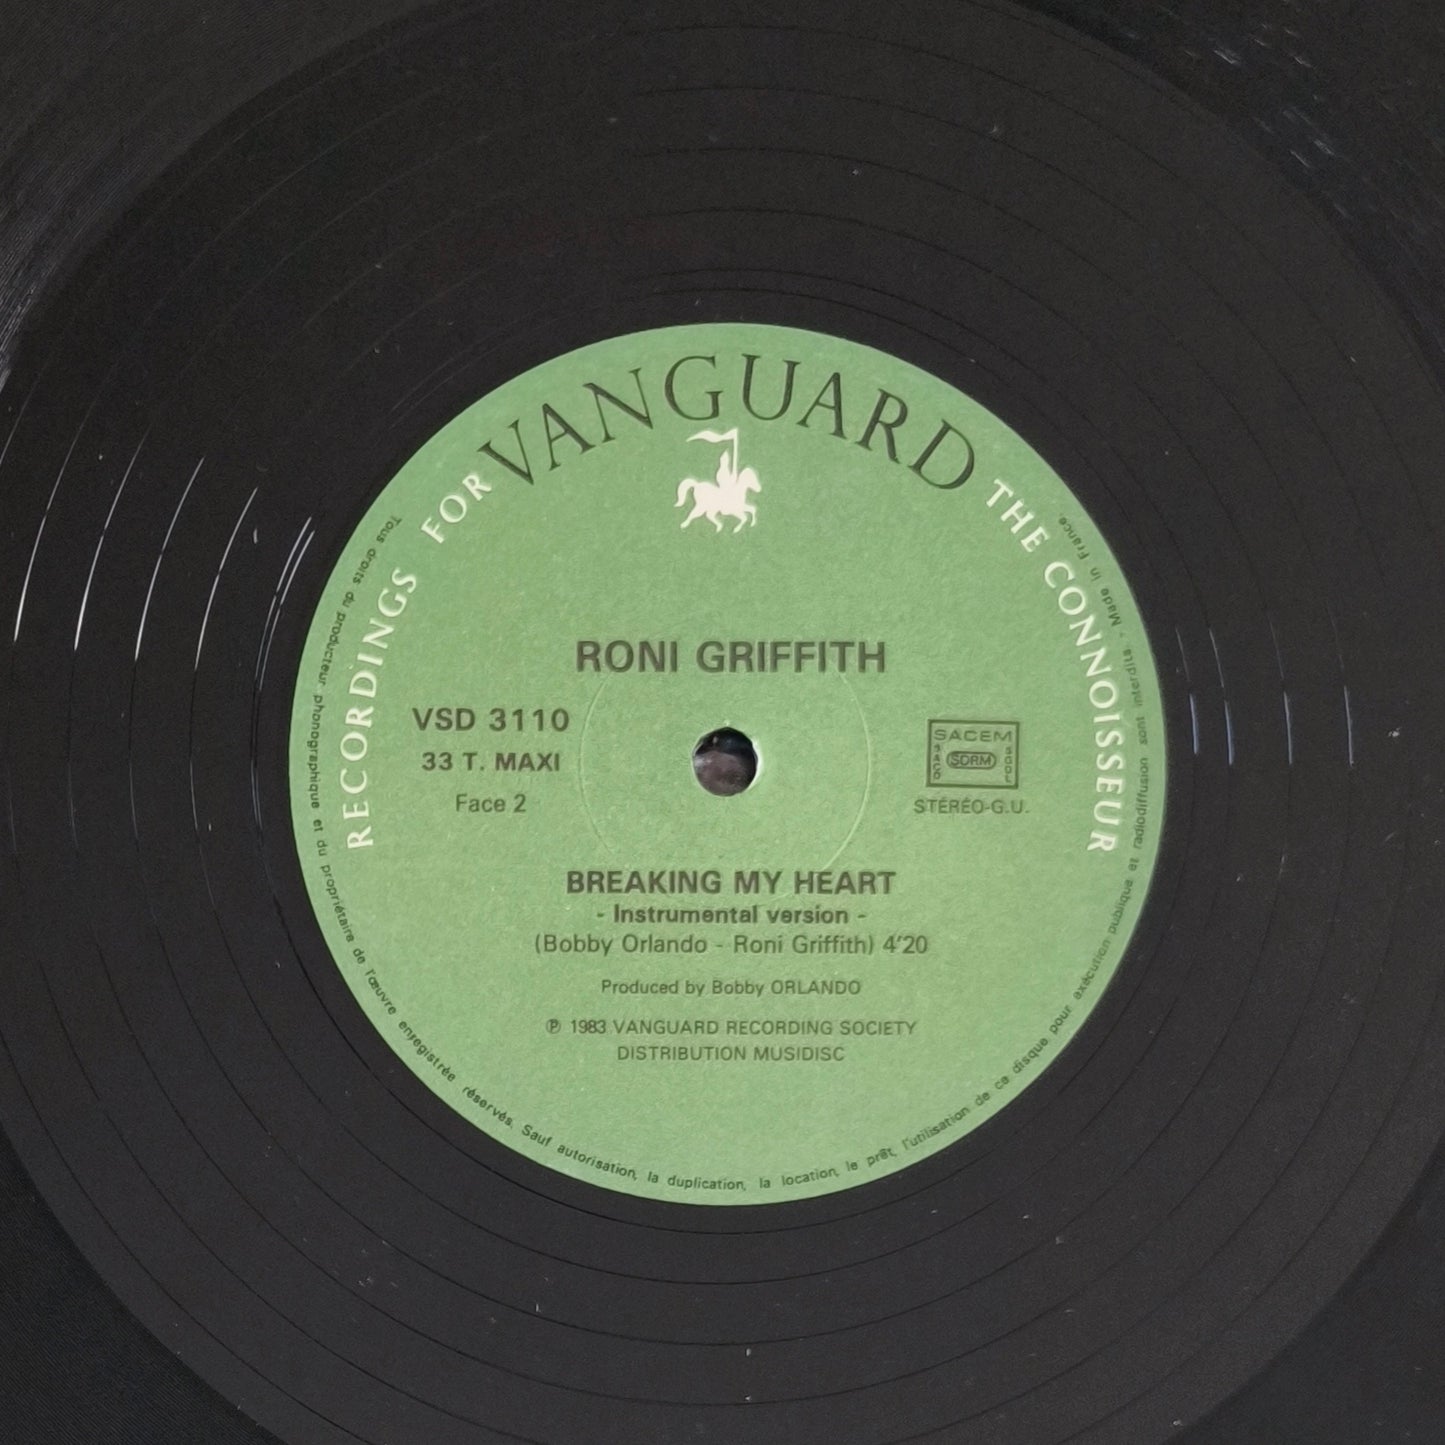 VANGUARD
RECORDINGS FOR THE CONNOISSEUR
RONI GRIFFITH
VSD 3110
33 T. MAXI
Face 2
SACEM
SACD
SDRM
SGDL
STÉRÉO-G.U.
BREAKING MY HEART
- Instrumental version -
(Bobby Orlando - Roni Griffith) 4'20
Produced by Bobby ORLANDO
℗ 1983 VANGUARD RECORDING SOCIETY
DISTRIBUTION MUSIDISC
Tous droits du producteur phonographique et du propriétaire de l'œuvre enregistrée réservés. Sauf autorisation, la duplication, la location, le prêt, l'utilisation de ce disque pour exécution publique et radiodiffusion sont interdits - Made in France.